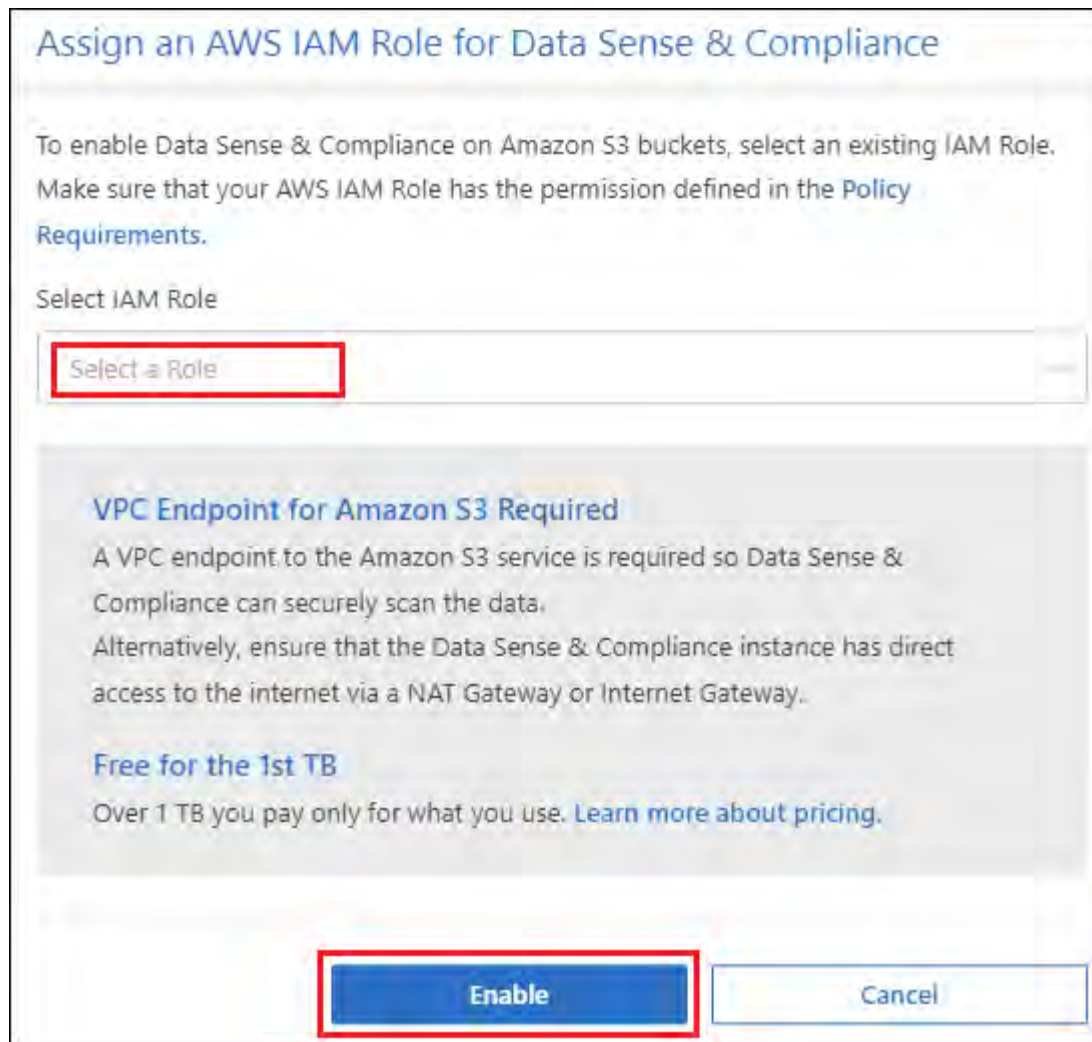 Assign an AWS IAM Role for Data Sense & Compliance
To enable Data Sense & Compliance on Amazon S3 buckets, select an existing IAM Role.
Make sure that your AWS IAM Role has the permission defined in the Policy
Requirements.
Select IAM Role
Select a Role
VPC Endpoint for Amazon S3 Required
A VPC endpoint to the Amazon S3 service is required so Data Sense &
Compliance can securely scan the data.
Alternatively, ensure that the Data Sense & Compliance instance has direct
access to the internet via a NAT Gateway or Internet Gateway.
Free for the 1st TB
Over 1 TB you pay only for what you use. Learn more about pricing.
Enable Cancel